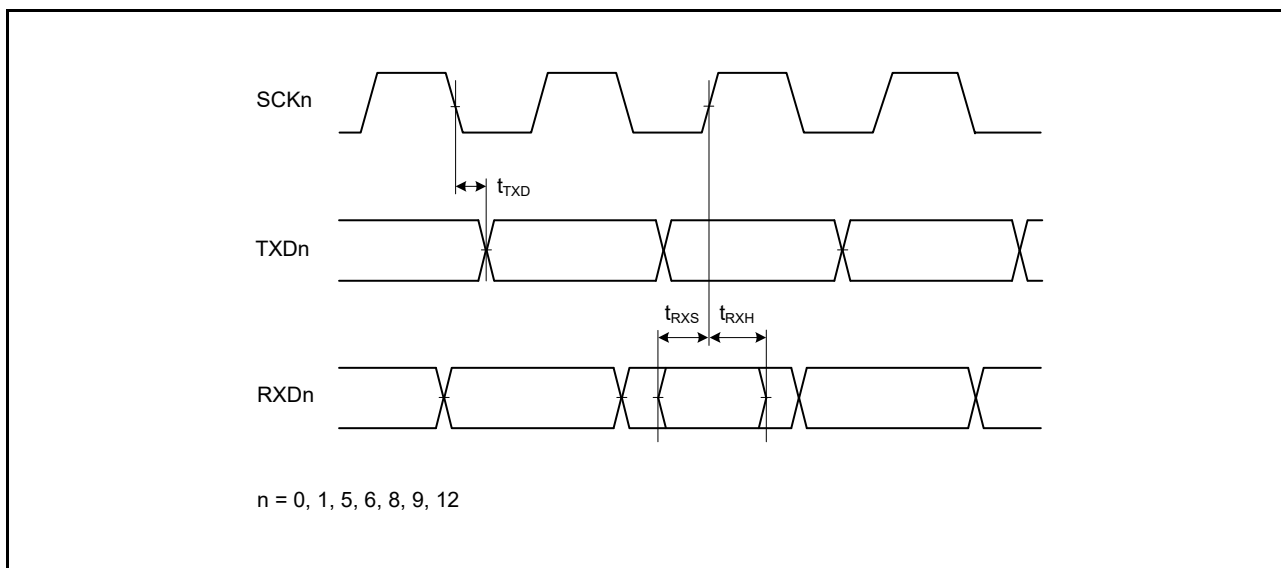 SCKn
tTXD
TXDn
tRXS tRXH
RXDn
n = 0, 1, 5, 6, 8, 9, 12